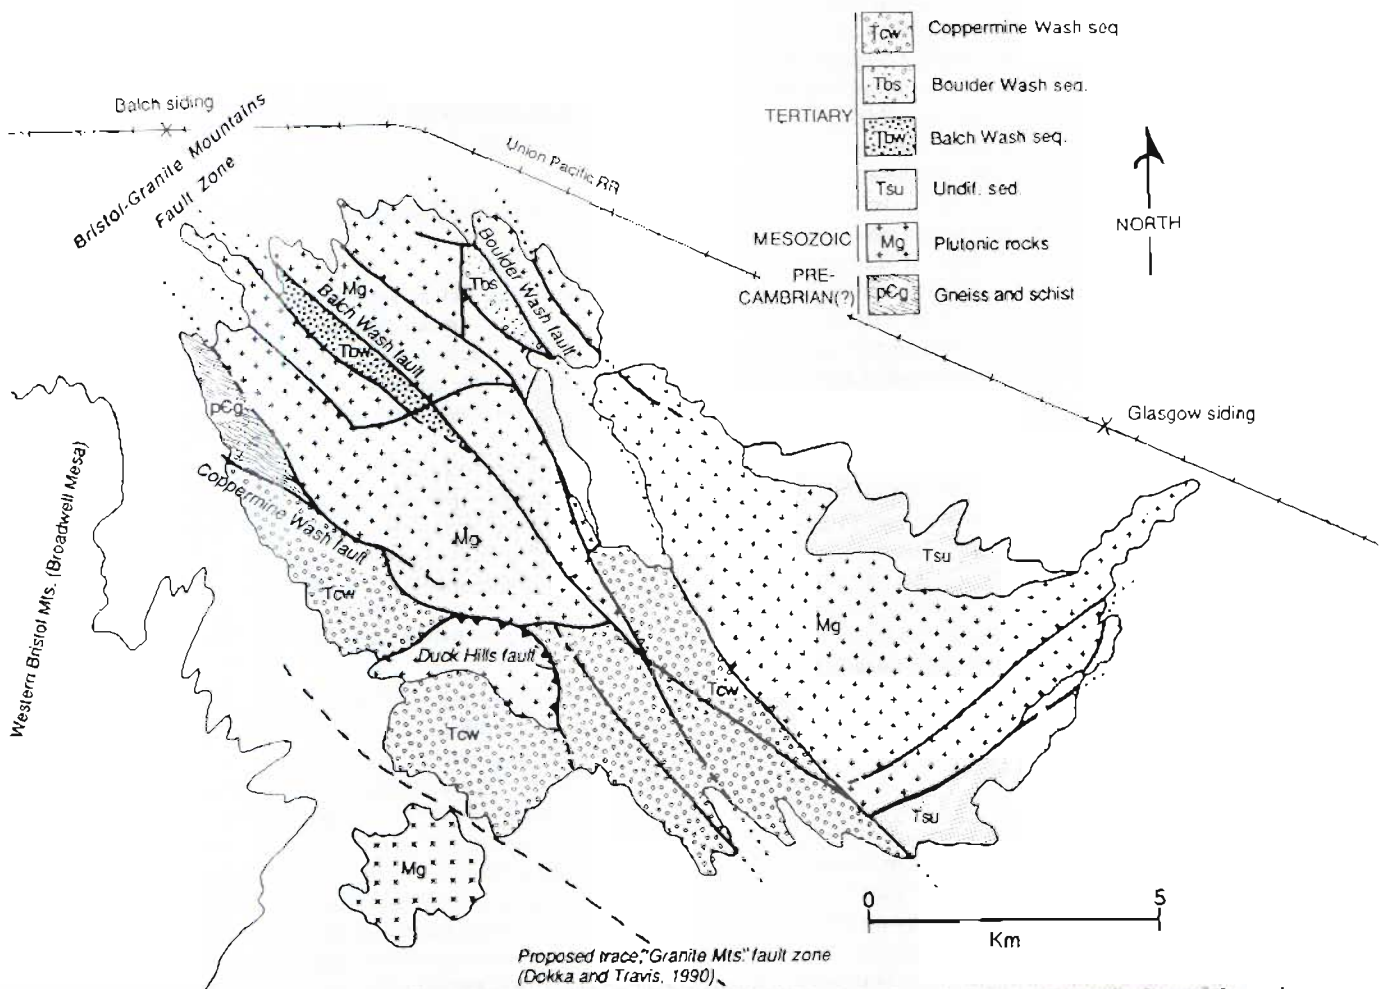 Tcw Coppermine Wash seq
Tbs Boulder Wash seq.
TERTIARY
Tbw Balch Wash seq.
Tsu Undif. sed.
MESOZOIC Mg Plutonic rocks
PRE-
CAMBRIAN(?) p€g Gneiss and schist
NORTH
Balch siding
Bristol-Granite Mountains
Fault Zone
Union Pacific RR
Boulder Wash fault
Tbs
Mg
Balch Wash fault
Tbw
p€g
Glasgow siding
Western Bristol Mts. (Broadwell Mesa)
Coppermine Wash fault
Mg
Tsu
Tcw
Mg
Duck Hills fault
Tcw
Tcw
Tsu
Mg
0 5
Km
Proposed trace, "Granite Mts." fault zone
(Dokka and Travis, 1990)